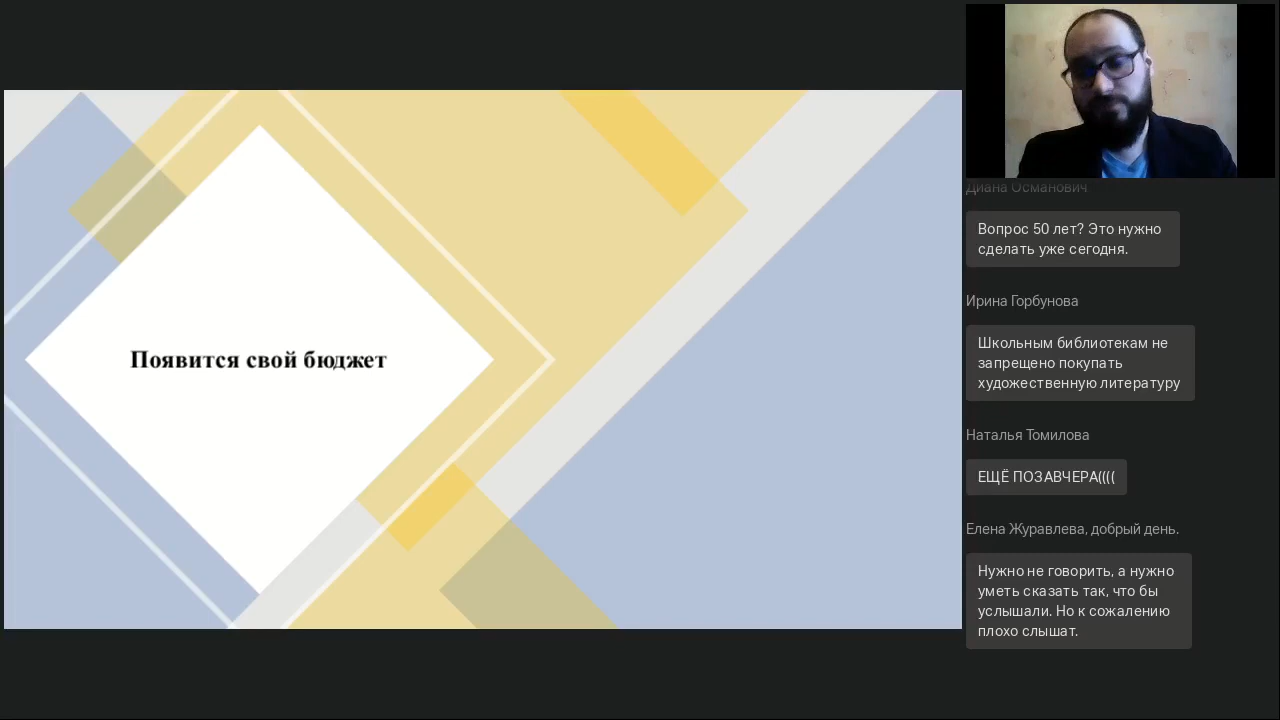 Появится свой бюджет
Диана Османович
Вопрос 50 лет? Это нужно
сделать уже сегодня.
Ирина Горбунова
Школьным библиотекам не
запрещено покупать
художественную литературу
Наталья Томилова
ЕЩЁ ПОЗАВЧЕРА((((
Елена Журавлева, добрый день.
Нужно не говорить, а нужно
уметь сказать так, что бы
услышали. Но к сожалению
плохо слышат.